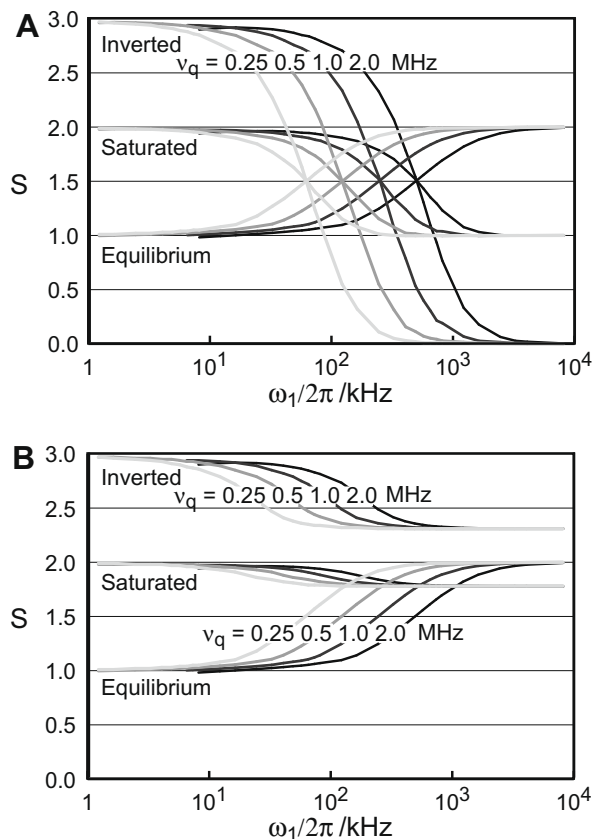 A
3.0
Inverted
νq = 0.25 0.5 1.0 2.0 MHz
2.5
2.0
Saturated
S
1.5
1.0
Equilibrium
0.5
0.0
1 10¹ 10² 10³ 10⁴
ω₁/2π /kHz
B
3.0
Inverted
νq = 0.25 0.5 1.0 2.0 MHz
2.5
2.0
Saturated
S
1.5
νq = 0.25 0.5 1.0 2.0 MHz
1.0
Equilibrium
0.5
0.0
1 10¹ 10² 10³ 10⁴
ω₁/2π /kHz